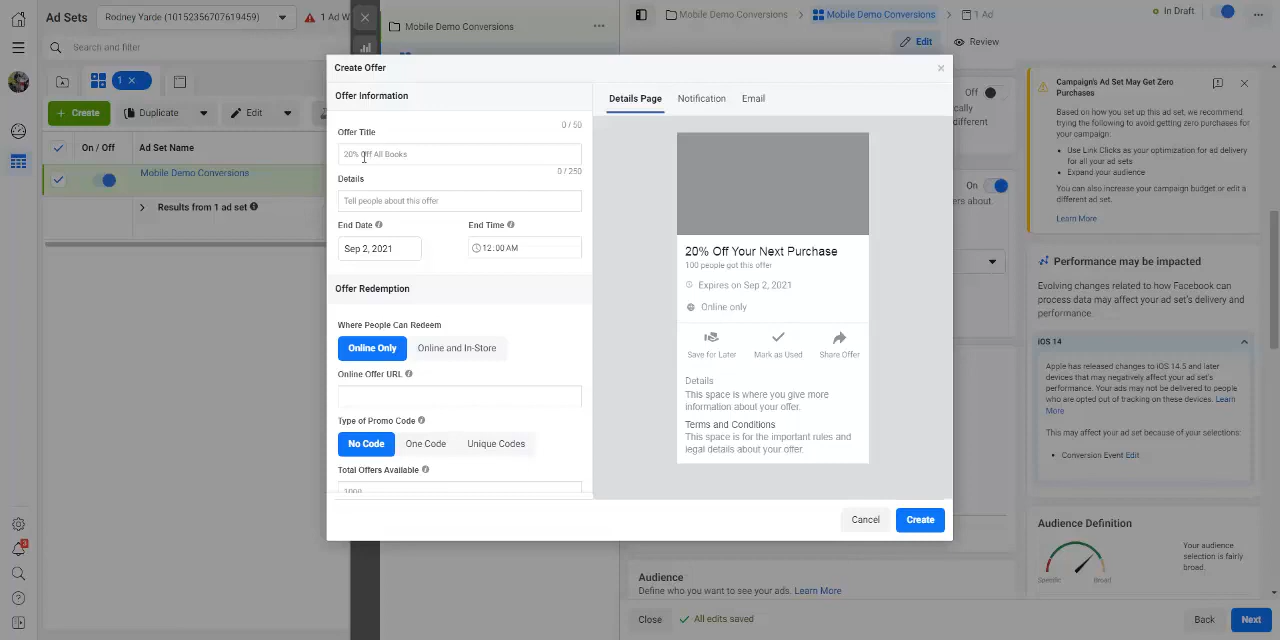 Ad Sets
Rodney Yarde (10152356707619459)
1 Ad W
Search and filter
1
Create
Duplicate
Edit
On / Off
Ad Set Name
Mobile Demo Conversions
Results from 1 ad set
3
Mobile Demo Conversions
Mobile Demo Conversions
Mobile Demo Conversions
1 Ad
In Draft
Edit
Review
Create Offer
Offer Information
0 / 50
Offer Title
20% Off All Books
0 / 250
Details
Tell people about this offer
End Date
End Time
Sep 2, 2021
12:00 AM
Offer Redemption
Where People Can Redeem
Online Only
Online and In-Store
Online Offer URL
Type of Promo Code
No Code
One Code
Unique Codes
Total Offers Available
1000
Details Page
Notification
Email
20% Off Your Next Purchase
100 people got this offer
Expires on Sep 2, 2021
Online only
Save for Later
Mark as Used
Share Offer
Details
This space is where you give more
information about your offer.
Terms and Conditions
This space is for the important rules and
legal details about your offer.
Cancel
Create
Off
cally
different
On
ers about.
Audience
Define who you want to see your ads. Learn More
Close
All edits saved
Back
Next
Campaign's Ad Set May Get Zero
Purchases
Based on how you set up this ad set, we recommend
trying the following to avoid getting zero purchases for
your campaign:
Use Link Clicks as your optimization for ad delivery
for all your ad sets
Expand your audience
You can also increase your campaign budget or edit a
different ad set.
Learn More
Performance may be impacted
Evolving changes related to how Facebook can
process data may affect your ad set's delivery and
performance.
iOS 14
Apple has released changes to iOS 14.5 and later
devices that may negatively affect your ad set's
performance. Your ads may not be delivered to people
who are opted out of tracking on these devices. Learn
More
This may affect your ad set because of your selections:
Conversion Event Edit
Audience Definition
Your audience
selection is fairly
broad.
Specific
Broad